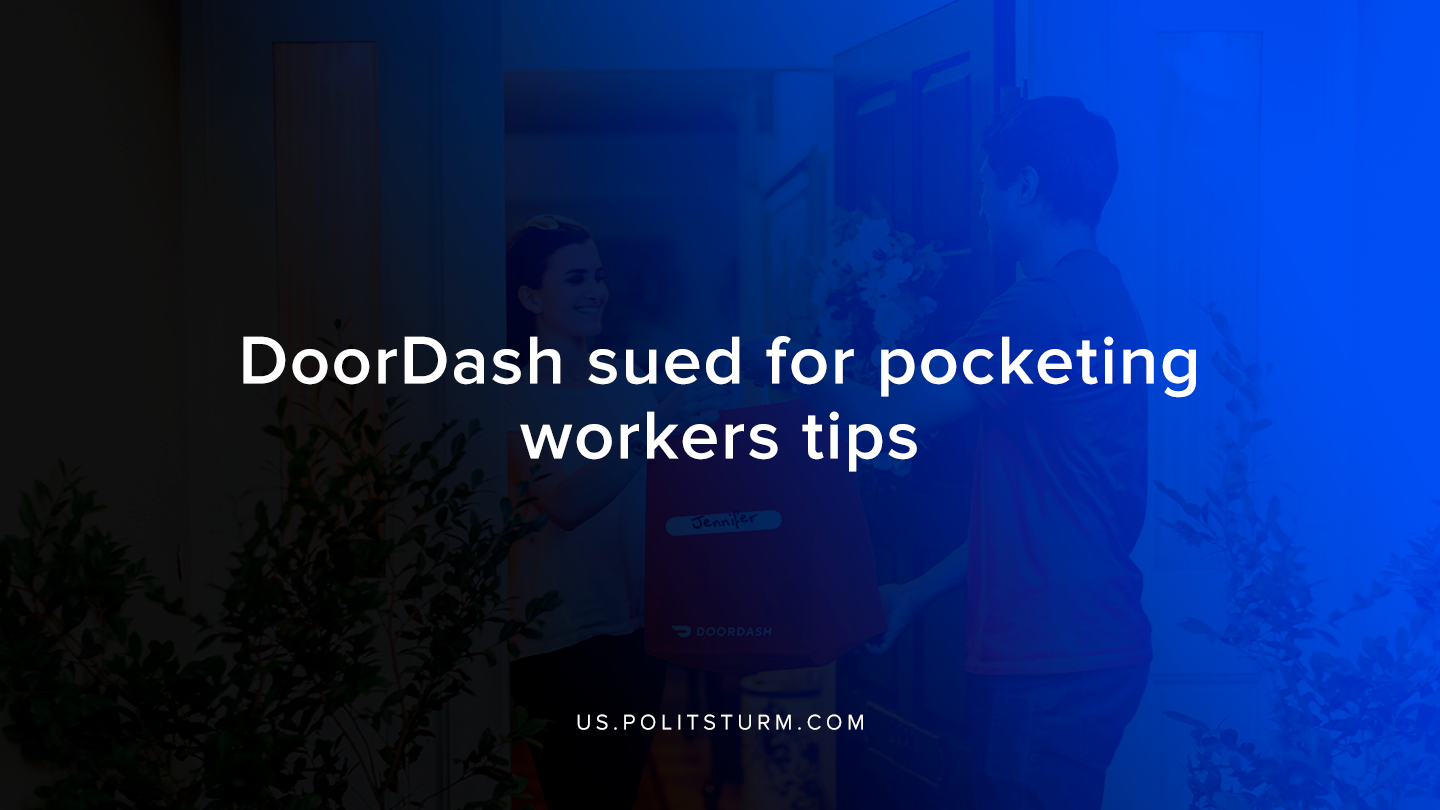 DoorDash sued for pocketing
workers tips
Jennifer
DOORDASH
US.POLITSTURM.COM